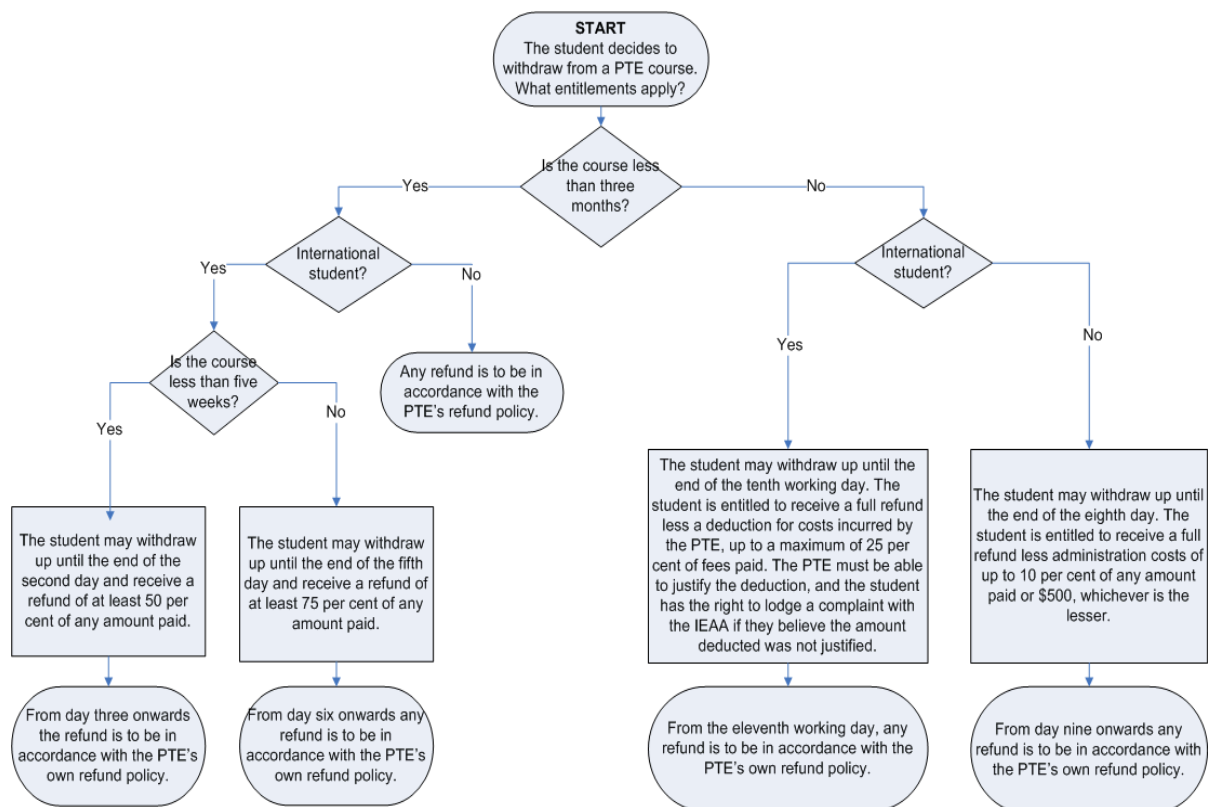 START
The student decides to
withdraw from a PTE course.
What entitlements apply?
Is the course less
than three
months?
Yes
No
International
student?
Yes
No
International
student?
Yes
No
Is the course
less than five
weeks?
Yes
No
Any refund is to be in
accordance with the
PTE's refund policy.
The student may withdraw
up until the end of the
second day and receive a
refund of at least 50 per
cent of any amount paid.
The student may withdraw
up until the end of the fifth
day and receive a refund of
at least 75 per cent of any
amount paid.
The student may withdraw up until the
end of the tenth working day. The
student is entitled to receive a full refund
less a deduction for costs incurred by
the PTE, up to a maximum of 25 per
cent of fees paid. The PTE must be able
to justify the deduction, and the student
has the right to lodge a complaint with
the IEAA if they believe the amount
deducted was not justified.
The student may withdraw up until
the end of the eighth day. The
student is entitled to receive a full
refund less administration costs of
up to 10 per cent of any amount
paid or $500, whichever is the
lesser.
From day three onwards
the refund is to be in
accordance with the PTE's
own refund policy.
From day six onwards any
refund is to be in
accordance with the PTE's
own refund policy.
From the eleventh working day, any
refund is to be in accordance with the
PTE's own refund policy.
From day nine onwards any
refund is to be in accordance with
the PTE's own refund policy.